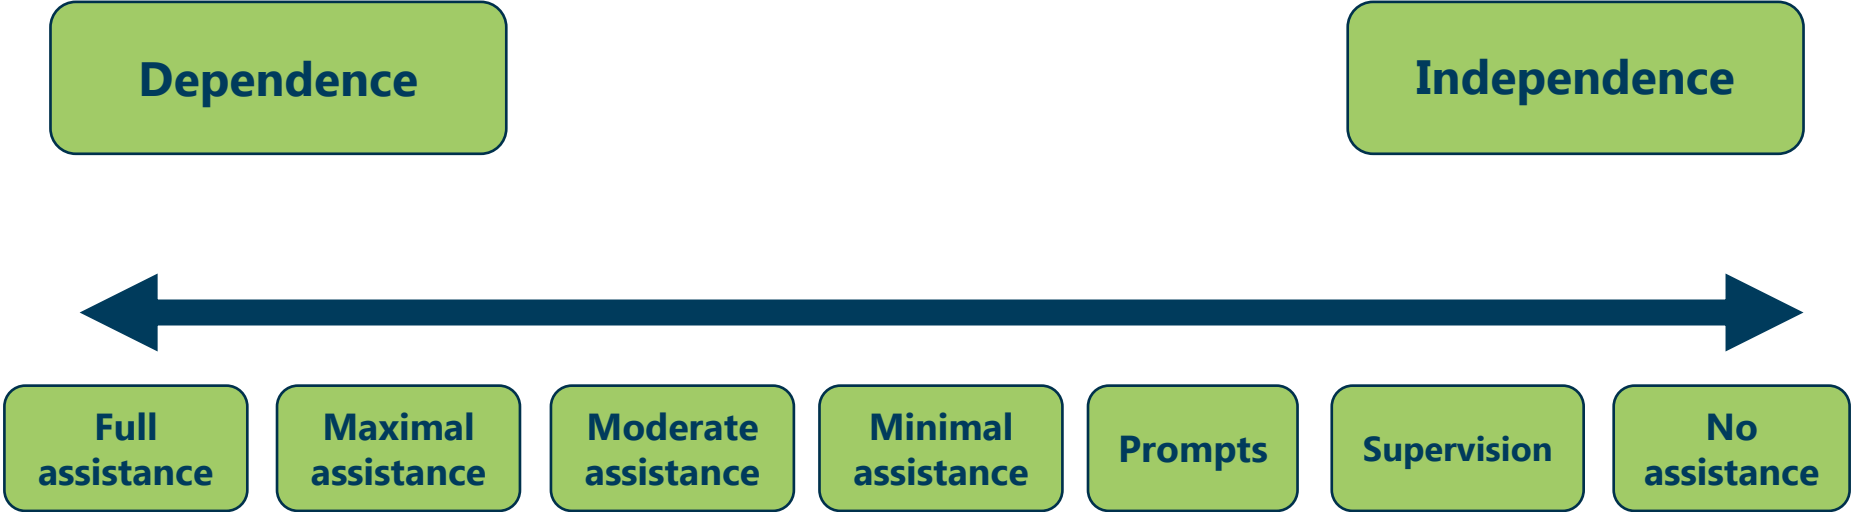 Dependence
Independence
Full
assistance
Maximal
assistance
Moderate
assistance
Minimal
assistance
Prompts
Supervision
No
assistance